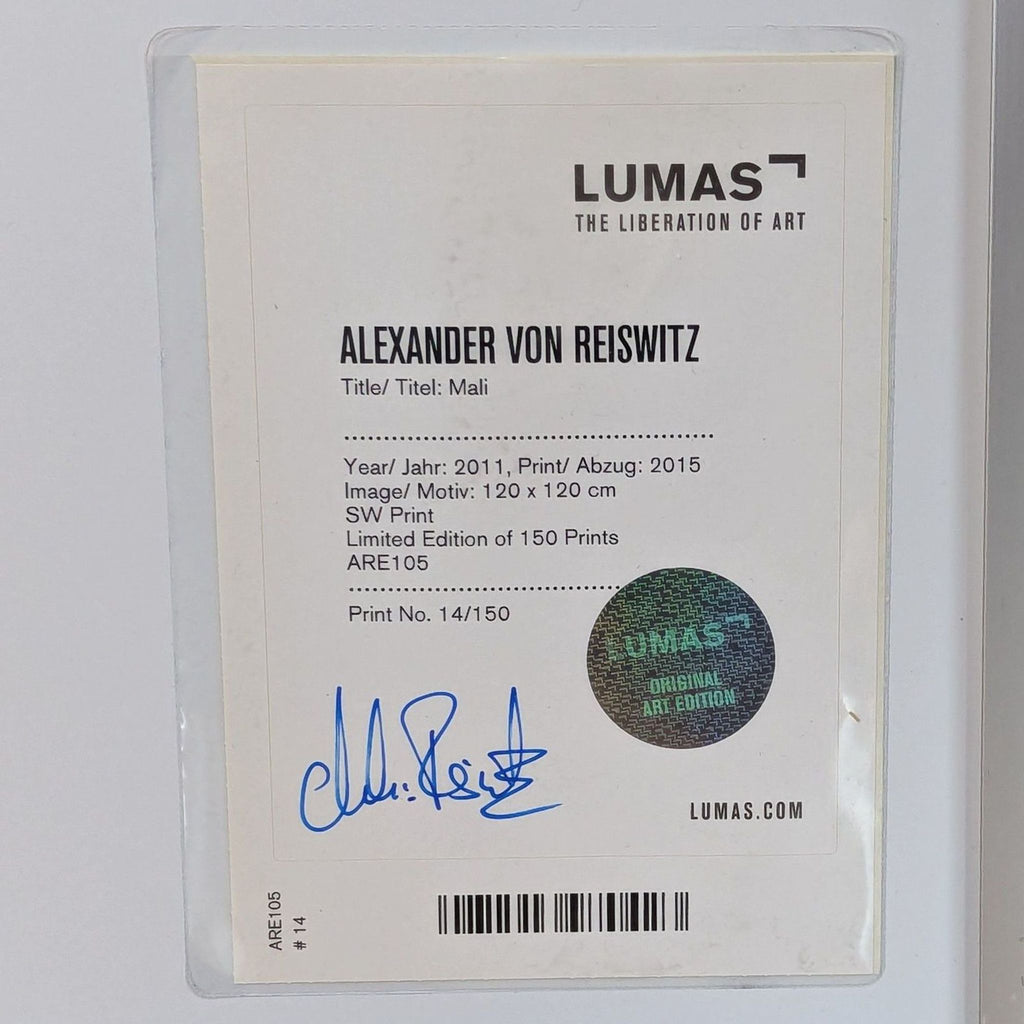 LUMAS
THE LIBERATION OF ART
ALEXANDER VON REISWITZ
Title/ Titel: Mali
Year/ Jahr: 2011, Print/ Abzug: 2015
Image/ Motiv: 120 x 120 cm
SW Print
Limited Edition of 150 Prints
ARE105
Print No. 14/150
LUMAS
ORIGINAL
ART EDITION
LUMAS.COM
ARE105
# 14